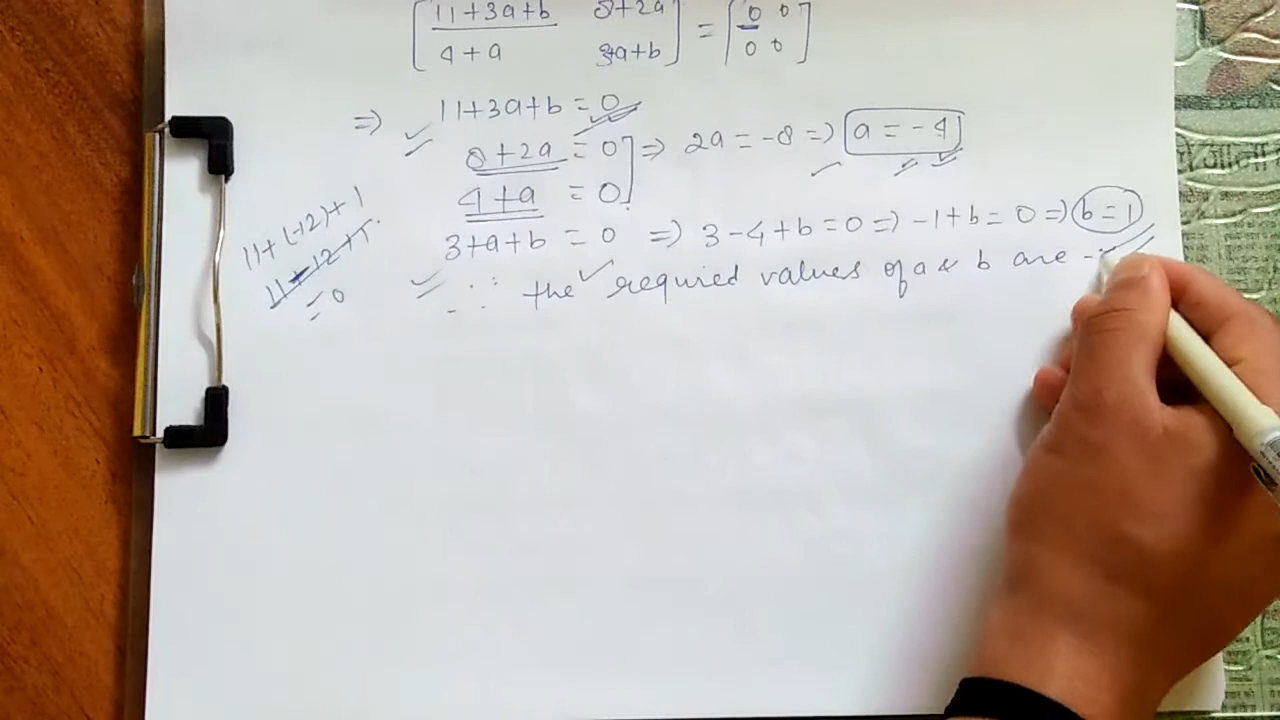 [ 11+3a+b 8+2a ] = [ 0 0 ]
[ 4+a 3+a+b ] [ 0 0 ]
⇒ 11+3a+b = 0
8+2a = 0 ] ⇒ 2a = -8 ⇒ a = -4
4+a = 0
3+a+b = 0 ⇒ 3-4+b = 0 ⇒ -1+b = 0 ⇒ b = 1
∴ the required values of a & b are -
11+(-12)+1
11-12+1
= 0